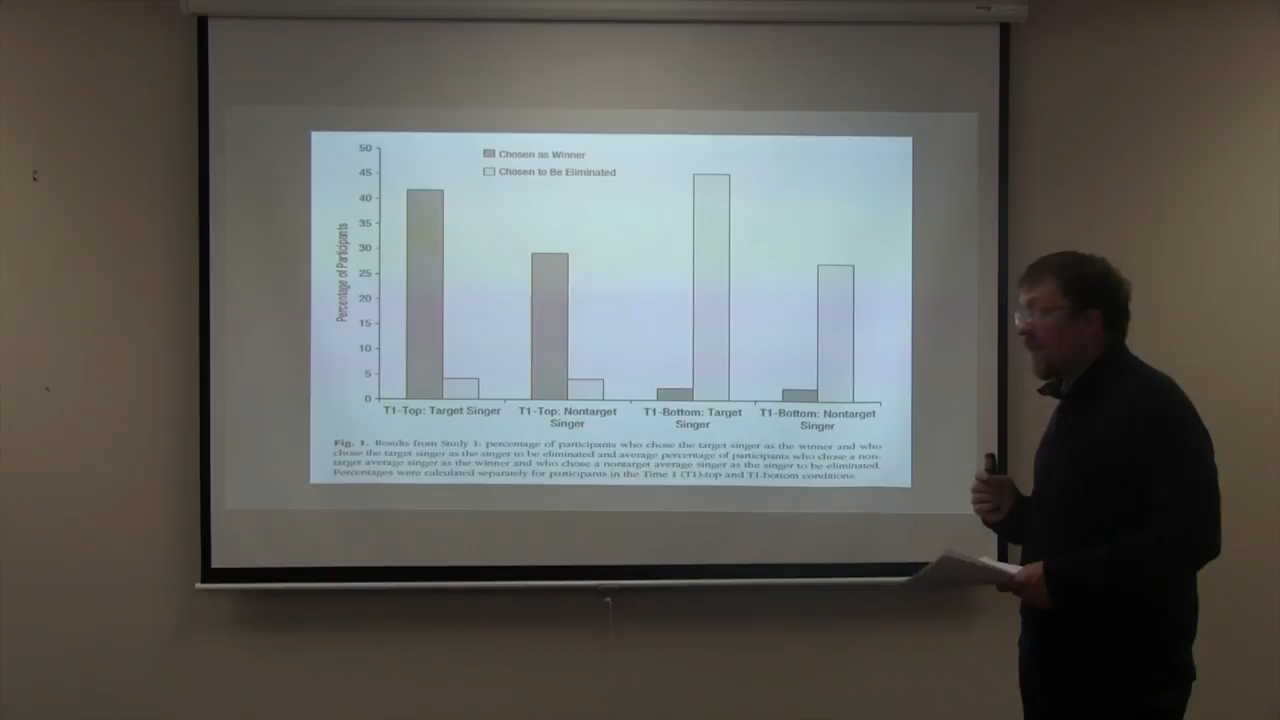 50
45
40
35
30
25
20
15
10
5
0
Percentage of Participants
Chosen as Winner
Chosen to Be Eliminated
T1-Top: Target Singer
T1-Top: Nontarget
Singer
T1-Bottom: Target
Singer
T1-Bottom: Nontarget
Singer
Fig. 1. Results from Study 1: percentage of participants who chose the target singer as the winner and who
chose the target singer as the singer to be eliminated and average percentage of participants who chose a non-
target average singer as the winner and who chose a nontarget average singer as the singer to be eliminated.
Percentages were calculated separately for participants in the Time 1 (T1)-top and T1-bottom conditions.